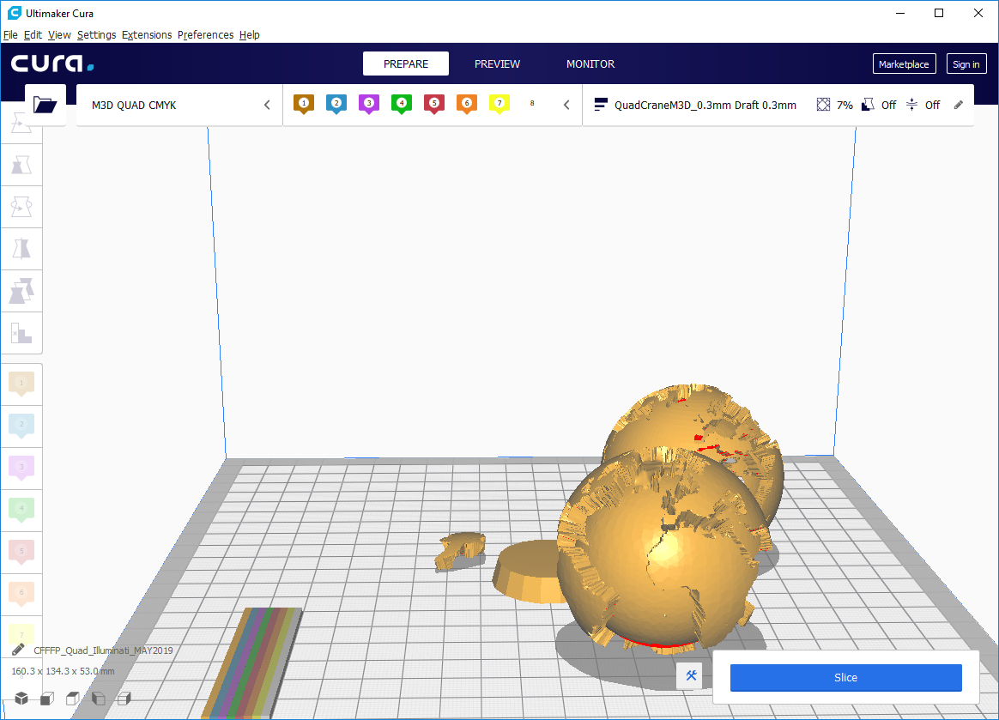 Ultimaker Cura
File Edit View Settings Extensions Preferences Help
cura.
PREPARE
PREVIEW
MONITOR
Marketplace
Sign in
M3D QUAD CMYK
1
2
3
4
5
6
7
8
QuadCraneM3D_0.3mm Draft 0.3mm
7%
Off
Off
1
2
3
4
5
6
7
CFFFP_Quad_Illuminati_MAY2019
160.3 x 134.3 x 53.0 mm
Slice